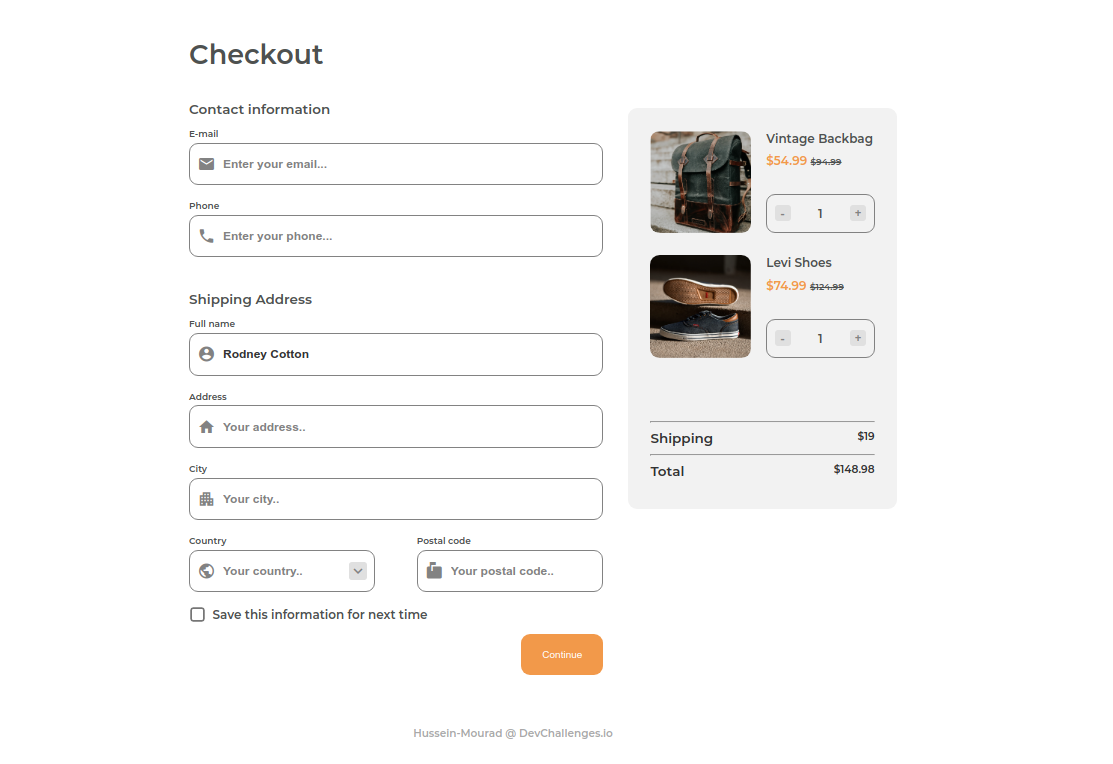 Checkout
Contact information
E-mail
Enter your email...
Phone
Enter your phone...
Shipping Address
Full name
Rodney Cotton
Address
Your address..
City
Your city..
Country
Your country..
Postal code
Your postal code..
Save this information for next time
Continue
Vintage Backbag
$54.99 $94.99
- 1 +
Levi Shoes
$74.99 $124.99
- 1 +
Shipping $19
Total $148.98
Hussein-Mourad @ DevChallenges.io